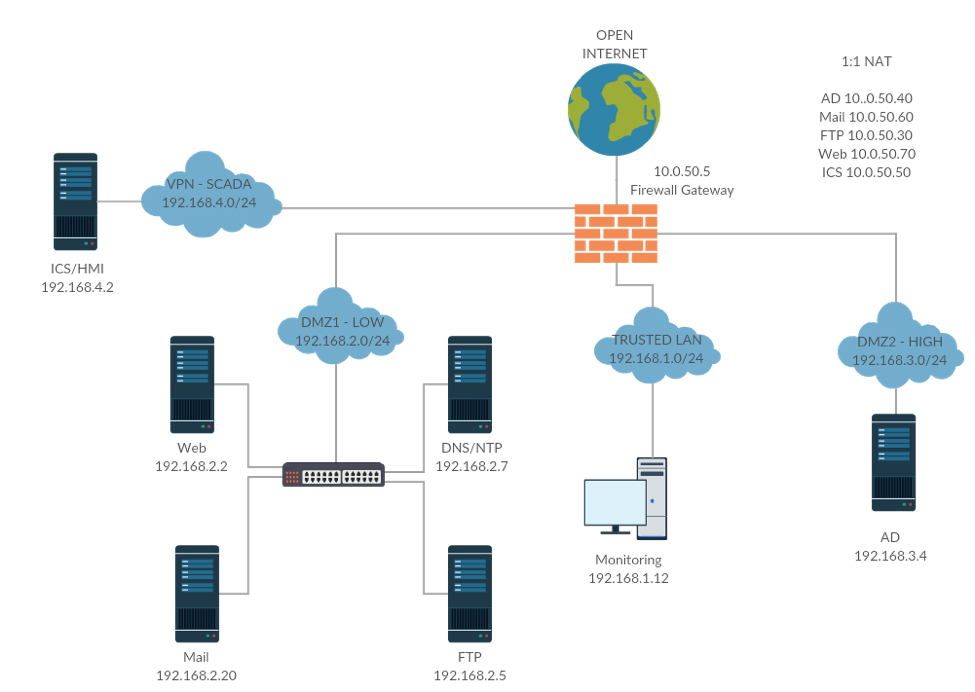 OPEN
INTERNET
1:1 NAT
AD 10..0.50.40
Mail 10.0.50.60
FTP 10.0.50.30
Web 10.0.50.70
ICS 10.0.50.50
10.0.50.5
Firewall Gateway
VPN - SCADA
192.168.4.0/24
ICS/HMI
192.168.4.2
DMZ1 - LOW
192.168.2.0/24
TRUSTED LAN
192.168.1.0/24
DMZ2 - HIGH
192.168.3.0/24
Web
192.168.2.2
DNS/NTP
192.168.2.7
Monitoring
192.168.1.12
AD
192.168.3.4
Mail
192.168.2.20
FTP
192.168.2.5